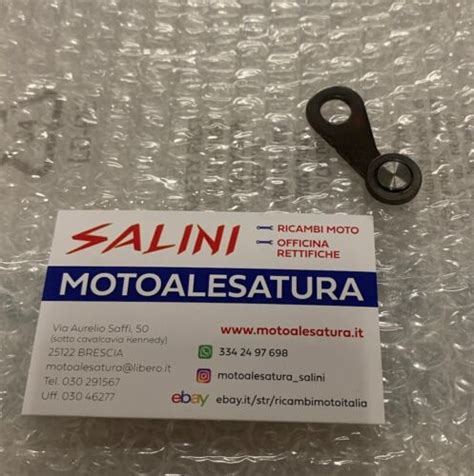 SALINI
RICAMBI MOTO
OFFICINA
RETTIFICHE
MOTOALESATURA
Via Aurelio Saffi, 50
(sotto cavalcavia Kennedy)
25122 BRESCIA
motoalesatura@libero.it
Tel. 030 291567
Uff. 030 46277
www.motoalesatura.it
334 24 97 698
motoalesatura_salini
ebay ebay.it/str/ricambimotoitalia